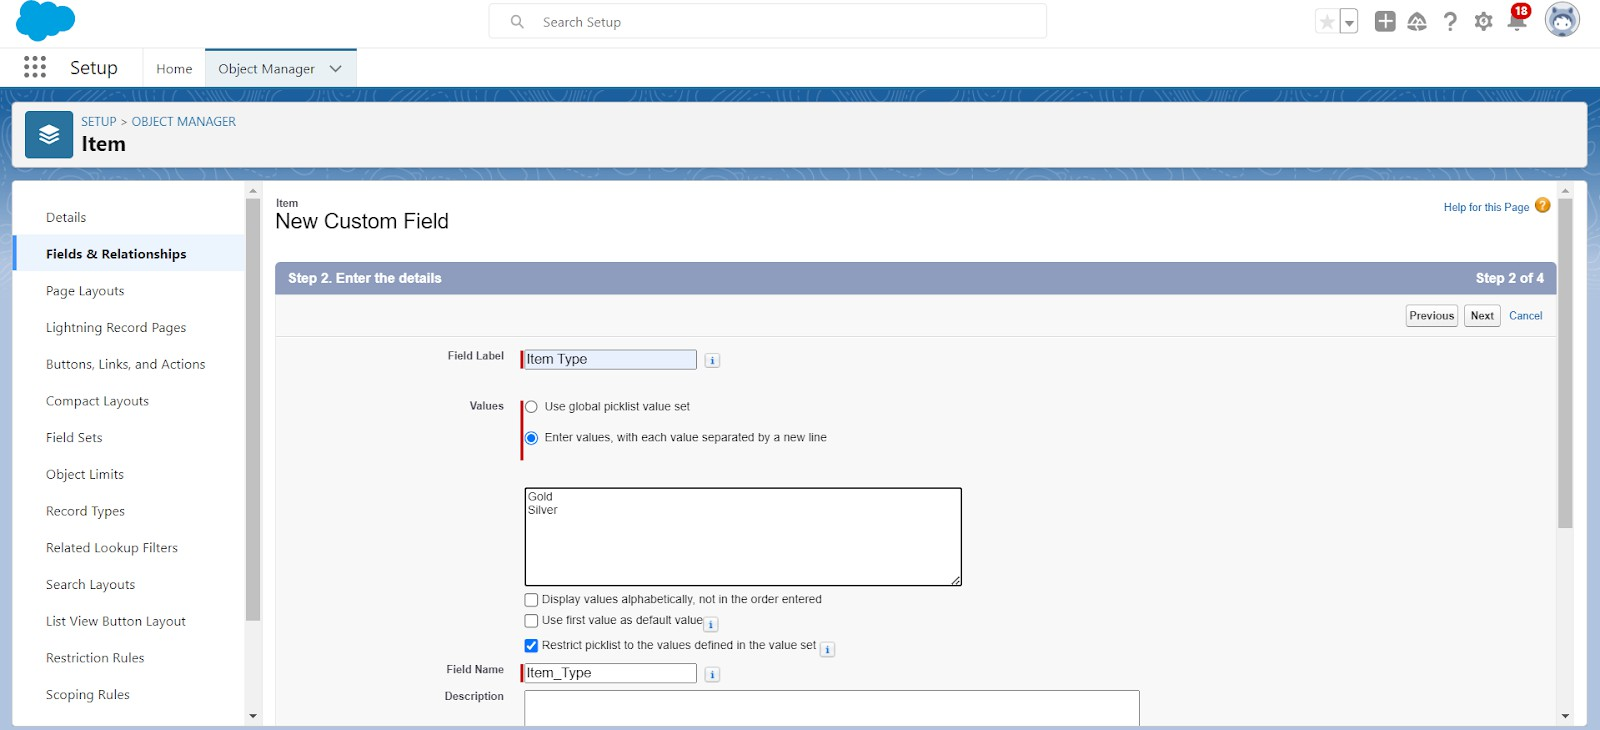 Search Setup
18
Setup
Home
Object Manager
SETUP > OBJECT MANAGER
Item
Details
Fields & Relationships
Page Layouts
Lightning Record Pages
Buttons, Links, and Actions
Compact Layouts
Field Sets
Object Limits
Record Types
Related Lookup Filters
Search Layouts
List View Button Layout
Restriction Rules
Scoping Rules
Item
New Custom Field
Help for this Page ?
Step 2. Enter the details
Step 2 of 4
Previous Next Cancel
Field Label Item Type i
Values Use global picklist value set
Enter values, with each value separated by a new line
Gold
Silver
Display values alphabetically, not in the order entered
Use first value as default value i
Restrict picklist to the values defined in the value set i
Field Name Item_Type i
Description